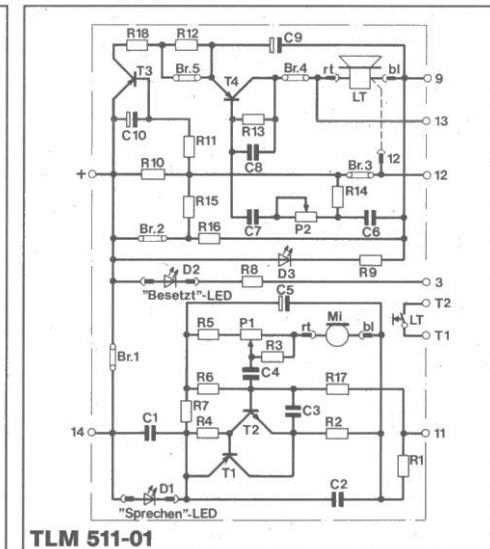 R18 R12 C9
Br.5 Br.4 rt bl 9
T3 T4 LT
R13 13
C10
R11 C8 12
R10 Br.3
+ 12
R15 R14
Br.2 R16 C7 P2 C6
D3 R9
D2 R8 3
"Besetzt"-LED C5 T2
R5 P1 Mi LT
rt bl
R3 T1
Br.1 C4
R6 R17
R7 C3
C1 R4 T2 R2
14 11
T1 R1
C2
D1
"Sprechen"-LED
TLM 511-01